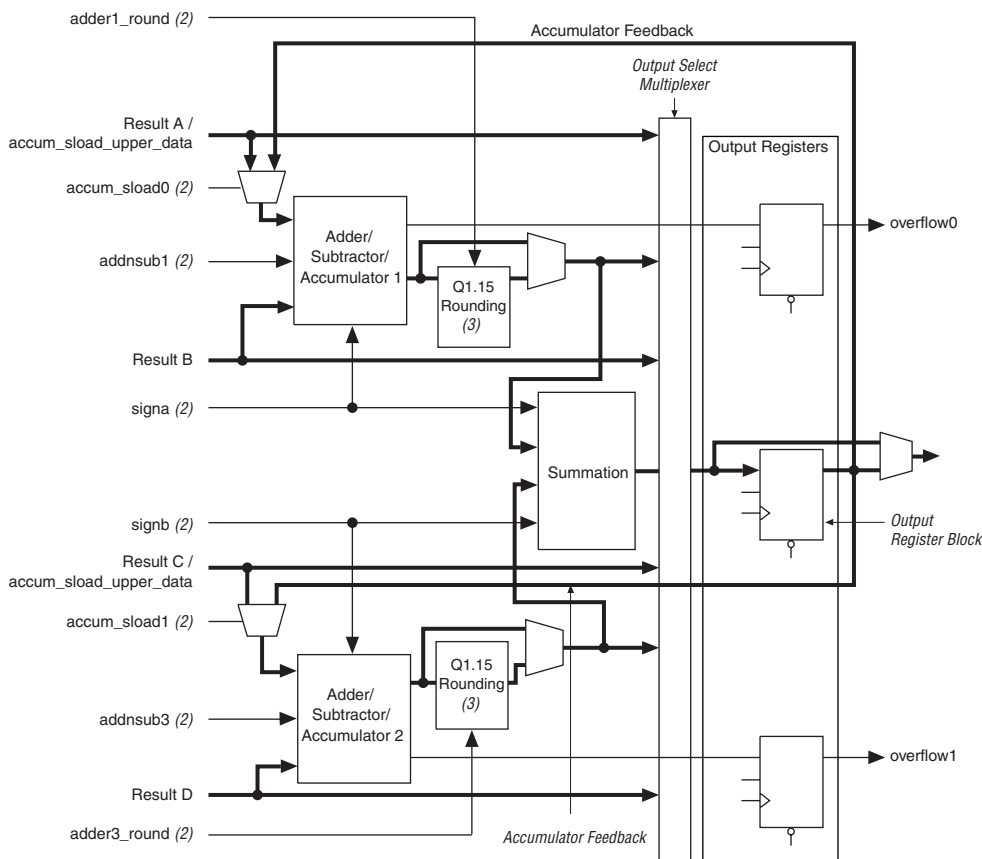 adder1_round (2)
Accumulator Feedback
Output Select
Multiplexer
Result A /
accum_sload_upper_data
Output Registers
accum_sload0 (2)
overflow0
Adder/
Subtractor/
Accumulator 1
addnsub1 (2)
Q1.15
Rounding
(3)
Result B
signa (2)
Summation
signb (2)
Output
Register Block
Result C /
accum_sload_upper_data
accum_sload1 (2)
Adder/
Subtractor/
Accumulator 2
Q1.15
Rounding
(3)
addnsub3 (2)
overflow1
Result D
adder3_round (2)
Accumulator Feedback